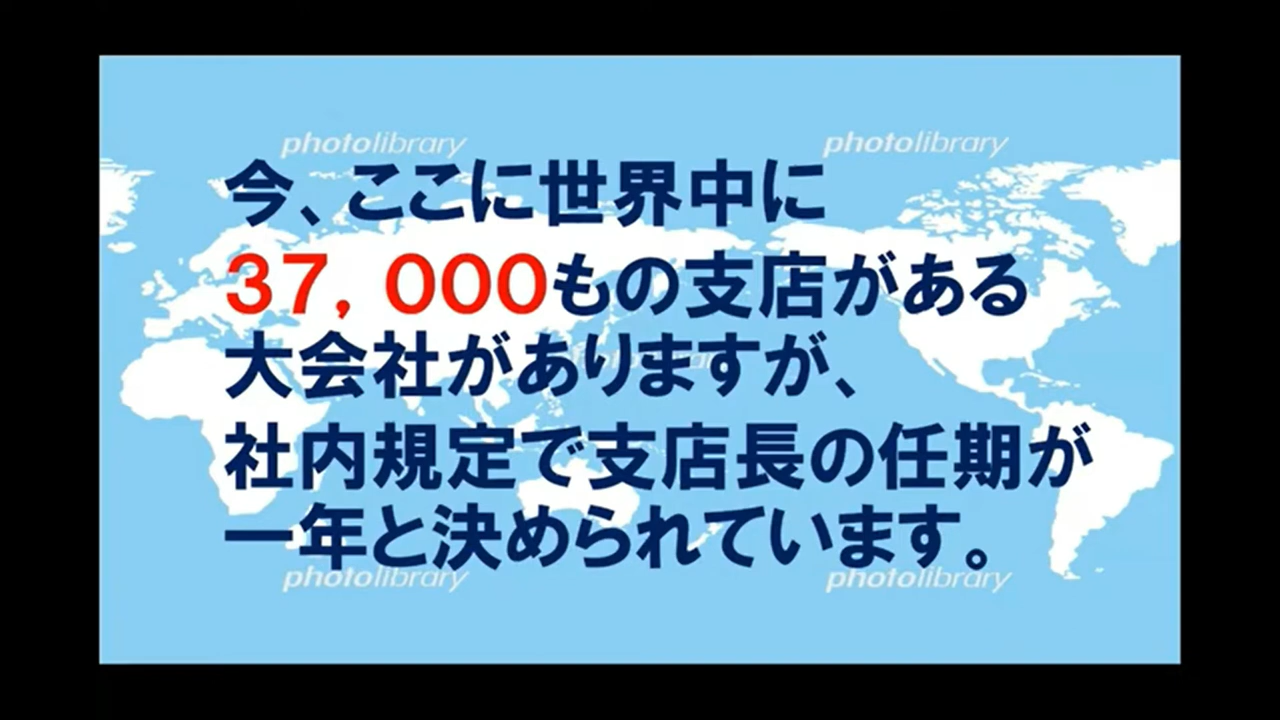 photolibrary photolibrary
今、ここに世界中に
37,000もの支店がある
大会社がありますが、
社内規定で支店長の任期が
一年と決められています。
photolibrary photolibrary